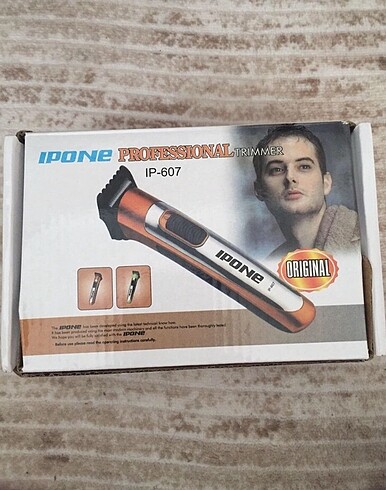 IPONE PROFESSIONAL TRIMMER
IP-607
IPONE
IP-607
ORIGINAL
The IPONE has been developed using the latest technical know how.
It has been produced using the most modern machinery and all the functions have been thoroughly tested.
We hope you will be fully satisfied with the IPONE
- Before use please read the operating instructions carefully.